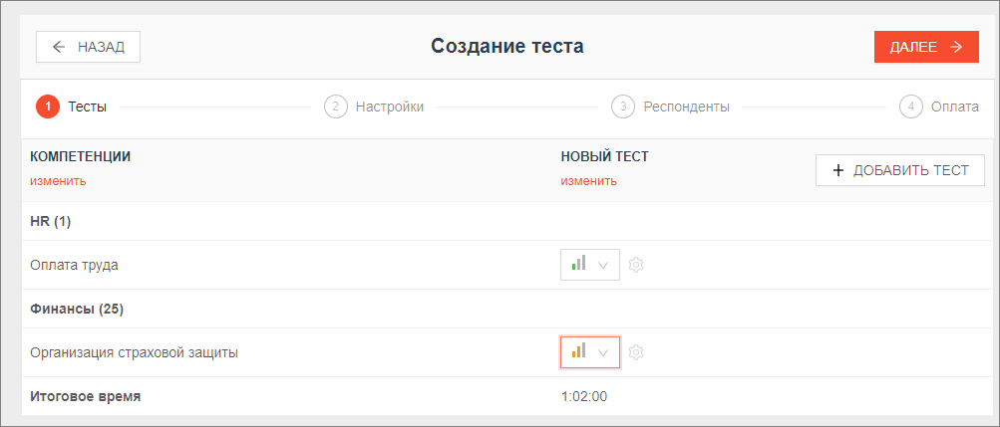 НАЗАД
Создание теста
ДАЛЕЕ
1 Тесты
2 Настройки
3 Респонденты
4 Оплата
КОМПЕТЕНЦИИ
изменить
НОВЫЙ ТЕСТ
изменить
ДОБАВИТЬ ТЕСТ
HR (1)
Оплата труда
Финансы (25)
Организация страховой защиты
Итоговое время
1:02:00